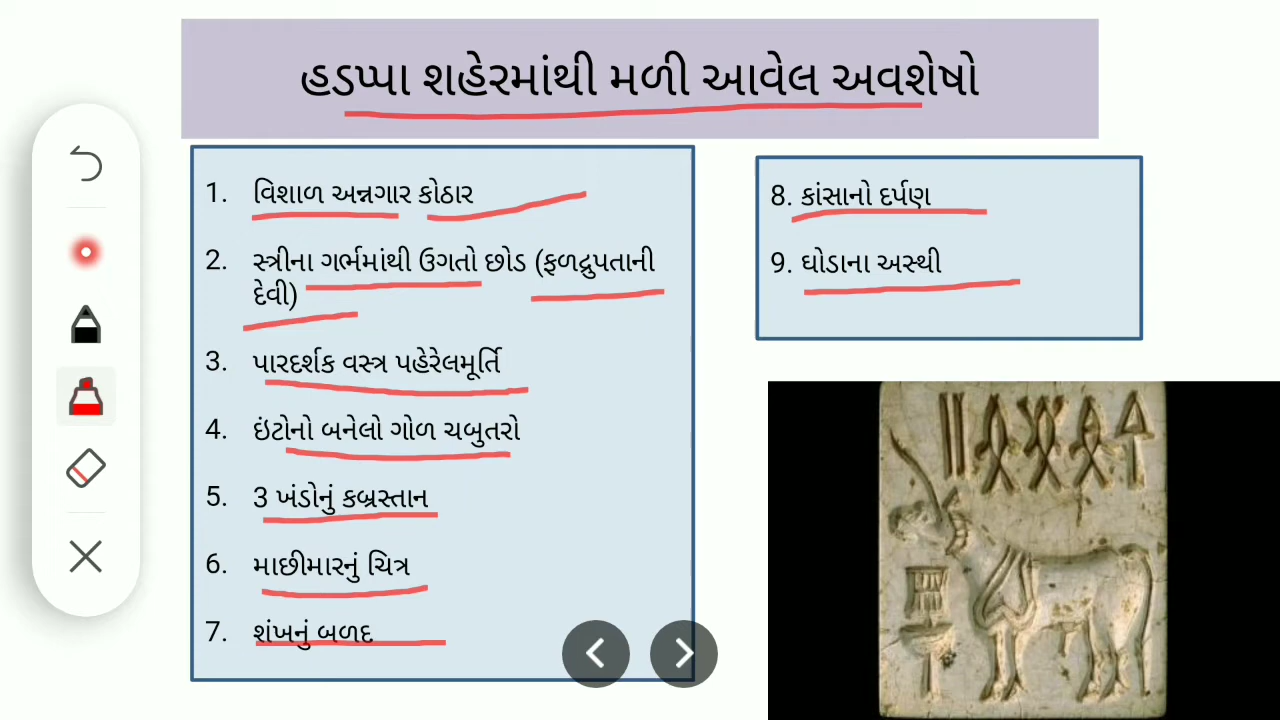 હડપ્પા શહેરમાંથી મળી આવેલ અવશેષો
1. વિશાળ અન્નગાર કોઠાર
2. સ્ત્રીના ગર્ભમાંથી ઉગતો છોડ (ફળદ્રુપતાની
દેવી)
3. પારદર્શક વસ્ત્ર પહેરેલમૂર્તિ
4. ઇંટોનો બનેલો ગોળ ચબુતરો
5. 3 ખંડોનું કબ્રસ્તાન
6. માછીમારનું ચિત્ર
7. શંખનું બળદ
8. કાંસાનો દર્પણ
9. ઘોડાના અસ્થી